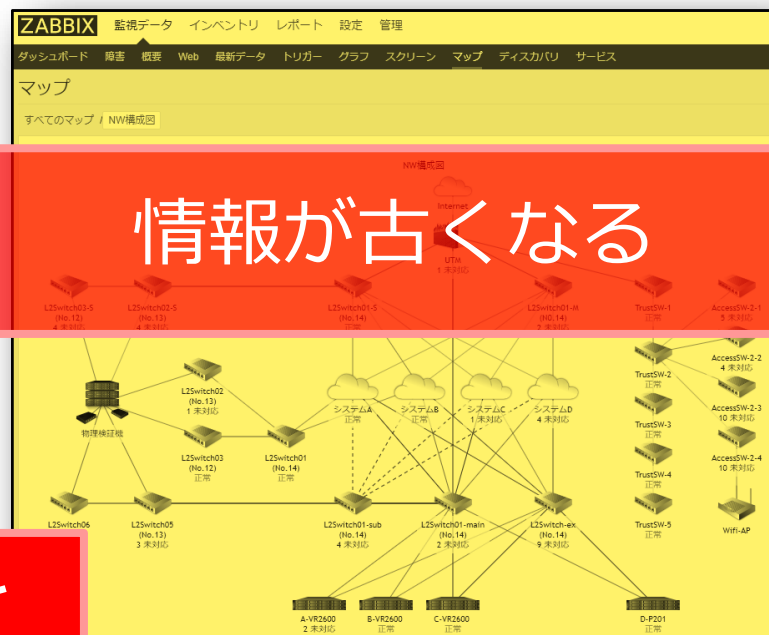 ZABBIX 監視データ インベントリ レポート 設定 管理
ダッシュボード 障害 概要 Web 最新データ トリガー グラフ スクリーン マップ ディスカバリ サービス
マップ
すべてのマップ / NW構成図
NW構成図
Internet
情報が古くなる
UTM
1 未対応
L2Switch03-S L2Switch02-S L2Switch01-S L2Switch01-M TrustSW-1 AccessSW-2-1
(No.12) (No.13) (No.14) (N0.14) 正常 5 未対応
4 未対応 4 未対応 正常 2 未対応
AccessSW-2-2
4 未対応
TrustSW-2
正常
L2Switch02
(No.13)
1 未対応
システムA システムB システムC システムD
正常 正常 1 未対応 4 未対応
AccessSW-2-3
10 未対応
物理検証機
TrustSW-3
正常
L2Switch03 L2Switch01
(No.12) (No.14)
正常 正常
AccessSW-2-4
10 未対応
TrustSW-4
正常
L2Switch06 L2Switch05 L2Switch01-sub L2Switch01-main L2Switch-ex TrustSW-5 Wifi-AP
(No.13) (No.14) (No.14) (No.14) 正常
3 未対応 4 未対応 2 未対応 9 未対応
A-VR2600 B-VR2600 C-VR2600 D-P201
2 未対応 正常 正常 正常